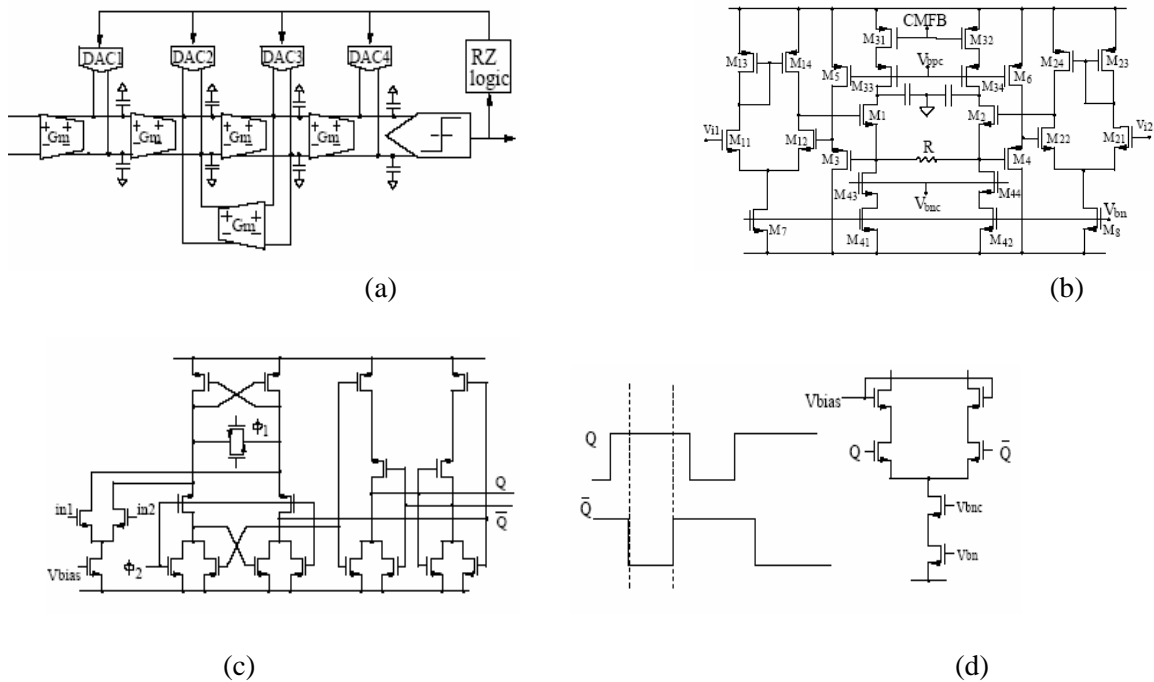 DAC1 DAC2 DAC3 DAC4
RZ
logic
+ + + + + + + +
Gm Gm Gm Gm
− − − − − − − −
+ +
Gm
− −
(a)
CMFB
M31 M32
M13 M14 M5 Vbpc M6 M24 M23
M33 M34
M1 M2
Vi1 M11 M12 M3 R M4 M22 M21 Vi2
M43 M44
Vbnc Vbn
M7 M41 M42 M8
(b)
ϕ1
Q
in1 in2
Q̅
Vbias ϕ2
(c)
Vbias
Q
Q Q̅
Q̅
Vbnc
Vbn
(d)